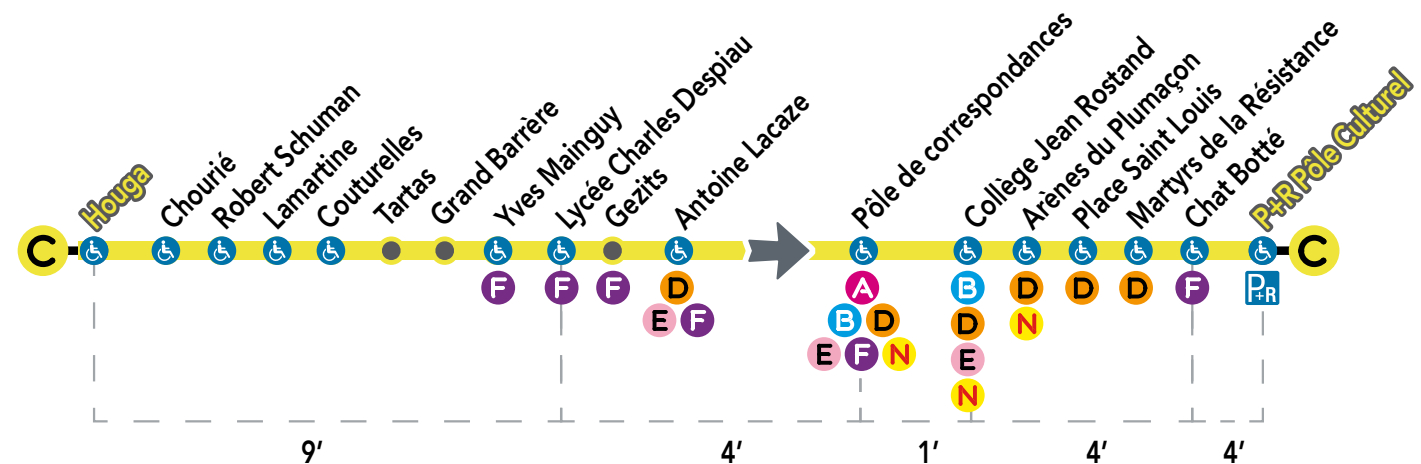 Houga
Chourié
Robert Schuman
Lamartine
Couturelles
Tartas
Grand Barrère
Yves Mainguy
Lycée Charles Despiau
Gezits
Antoine Lacaze
Pôle de correspondances
Collège Jean Rostand
Arènes du Plumaçon
Place Saint Louis
Martyrs de la Résistance
Chat Botté
P+R Pôle Culturel
C
C
F
F
F
D
E F
A
B D
E F N
B
D
E
N
D
N
D
D
F
P+R
9’
4’
1’
4’
4’